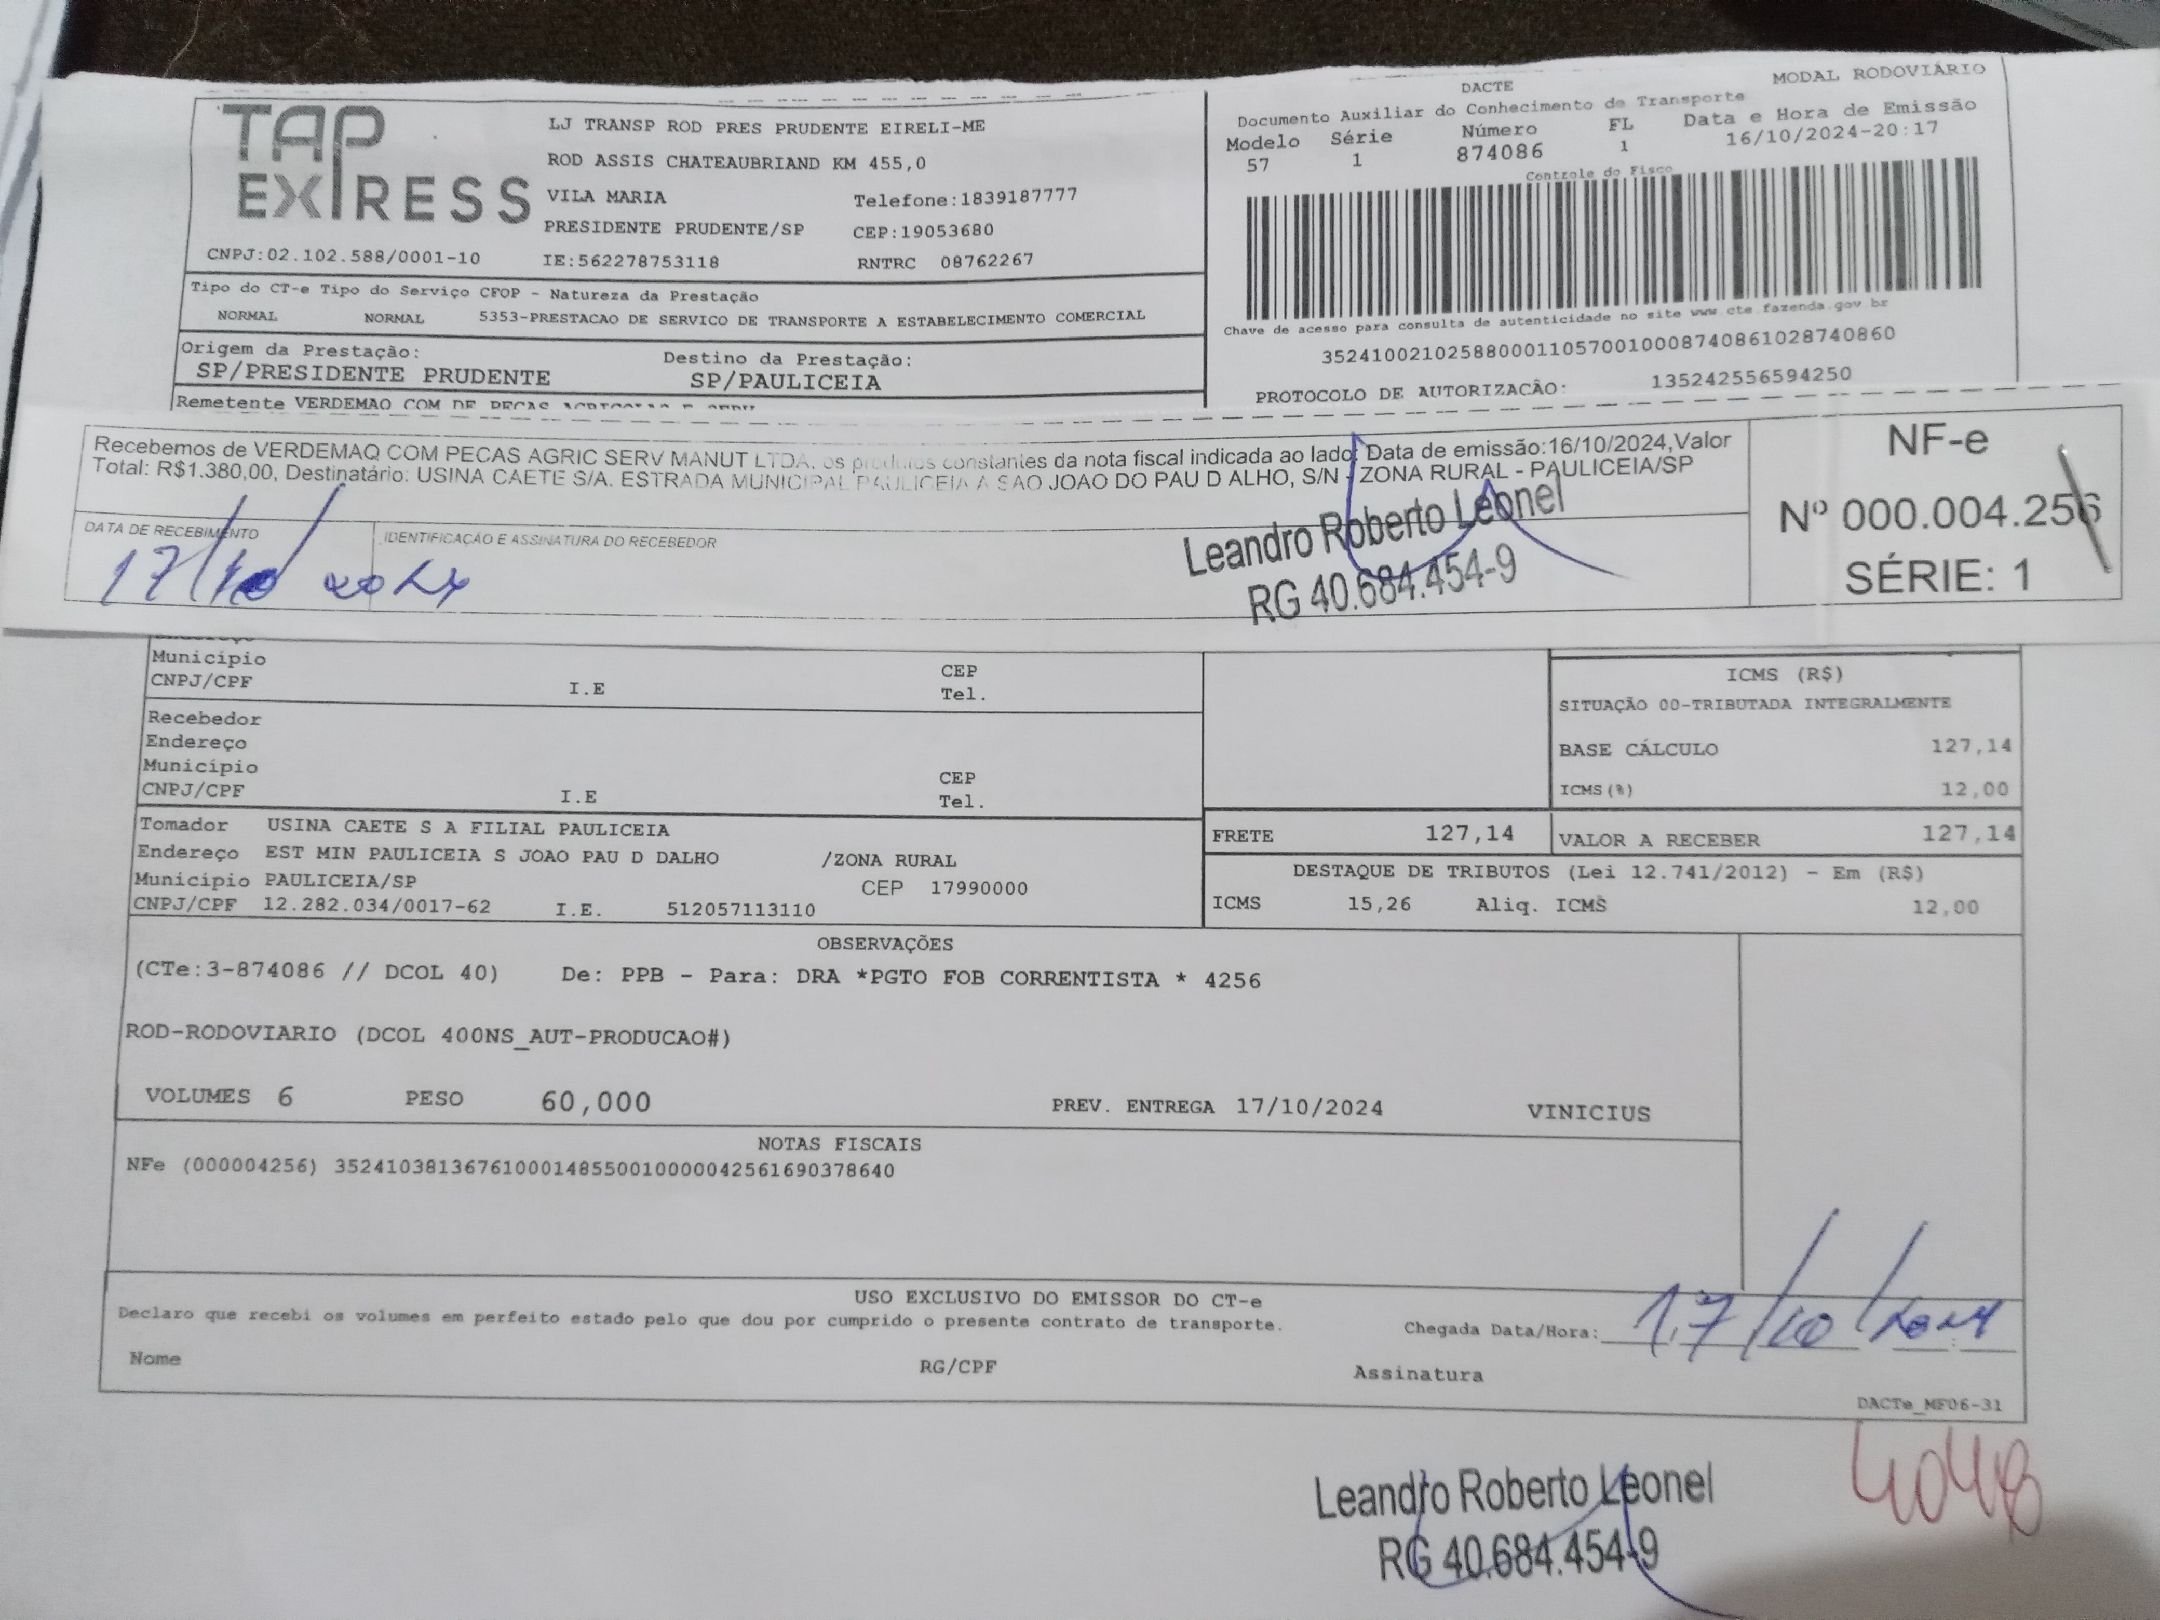 TAP EXPRESS
LJ TRANSP ROD PRES PRUDENTE EIRELI-ME
ROD ASSIS CHATEAUBRIAND KM 455,0
VILA MARIA Telefone:1839187777
PRESIDENTE PRUDENTE/SP CEP:19053680
CNPJ:02.102.588/0001-10 IE:562278753118 RNTRC 08762267
Tipo do CT-e Tipo do Serviço CFOP - Natureza da Prestação
NORMAL NORMAL 5353-PRESTACAO DE SERVICO DE TRANSPORTE A ESTABELECIMENTO COMERCIAL
Origem da Prestação: Destino da Prestação:
SP/PRESIDENTE PRUDENTE SP/PAULICEIA
Remetente VERDEMAQ COM DE PECAS
DACTE MODAL RODOVIÁRIO
Documento Auxiliar do Conhecimento de Transporte
Modelo Série Número FL Data e Hora de Emissão
57 1 874086 1 16/10/2024-20:17
Controle do Fisco
Chave de acesso para consulta de autenticidade no site www.cte.fazenda.gov br
35241002102588000110570010008740861028740860
PROTOCOLO DE AUTORIZAÇÃO: 135242556594250
Recebemos de VERDEMAQ COM PECAS AGRIC SERV MANUT LTDA, os produtos constantes da nota fiscal indicada ao lado. Data de emissão:16/10/2024,Valor
Total: R$1.380,00, Destinatário: USINA CAETE S/A. ESTRADA MUNICIPAL PAULICEIA A SAO JOAO DO PAU D ALHO, S/N - ZONA RURAL - PAULICEIA/SP
DATA DE RECEBIMENTO IDENTIFICAÇÃO E ASSINATURA DO RECEBEDOR
17/10/2024
Leandro Roberto Leonel
RG 40.684.454-9
NF-e
Nº 000.004.256
SÉRIE: 1
Endereço
Município CEP
CNPJ/CPF I.E Tel.
Recebedor
Endereço
Município CEP
CNPJ/CPF I.E Tel.
ICMS (R$)
SITUAÇÃO 00-TRIBUTADA INTEGRALMENTE
BASE CÁLCULO 127,14
ICMS(%) 12,00
Tomador USINA CAETE S A FILIAL PAULICEIA
Endereço EST MIN PAULICEIA S JOAO PAU D DALHO /ZONA RURAL
Município PAULICEIA/SP CEP 17990000
CNPJ/CPF 12.282.034/0017-62 I.E. 512057113110
FRETE 127,14 VALOR A RECEBER 127,14
DESTAQUE DE TRIBUTOS (Lei 12.741/2012) - Em (R$)
ICMS 15,26 Aliq. ICMS 12,00
OBSERVAÇÕES
(CTe:3-874086 // DCOL 40) De: PPB - Para: DRA *PGTO FOB CORRENTISTA * 4256
ROD-RODOVIARIO (DCOL 400NS_AUT-PRODUCAO#)
VOLUMES 6 PESO 60,000 PREV. ENTREGA 17/10/2024 VINICIUS
NOTAS FISCAIS
NFe (000004256) 35241038136761000148550010000042561690378640
USO EXCLUSIVO DO EMISSOR DO CT-e
Declaro que recebi os volumes em perfeito estado pelo que dou por cumprido o presente contrato de transporte.
Chegada Data/Hora: 17/10/2024
Nome RG/CPF Assinatura
DACTe_MF06-31
Leandro Roberto Leonel
RG 40.684.454-9